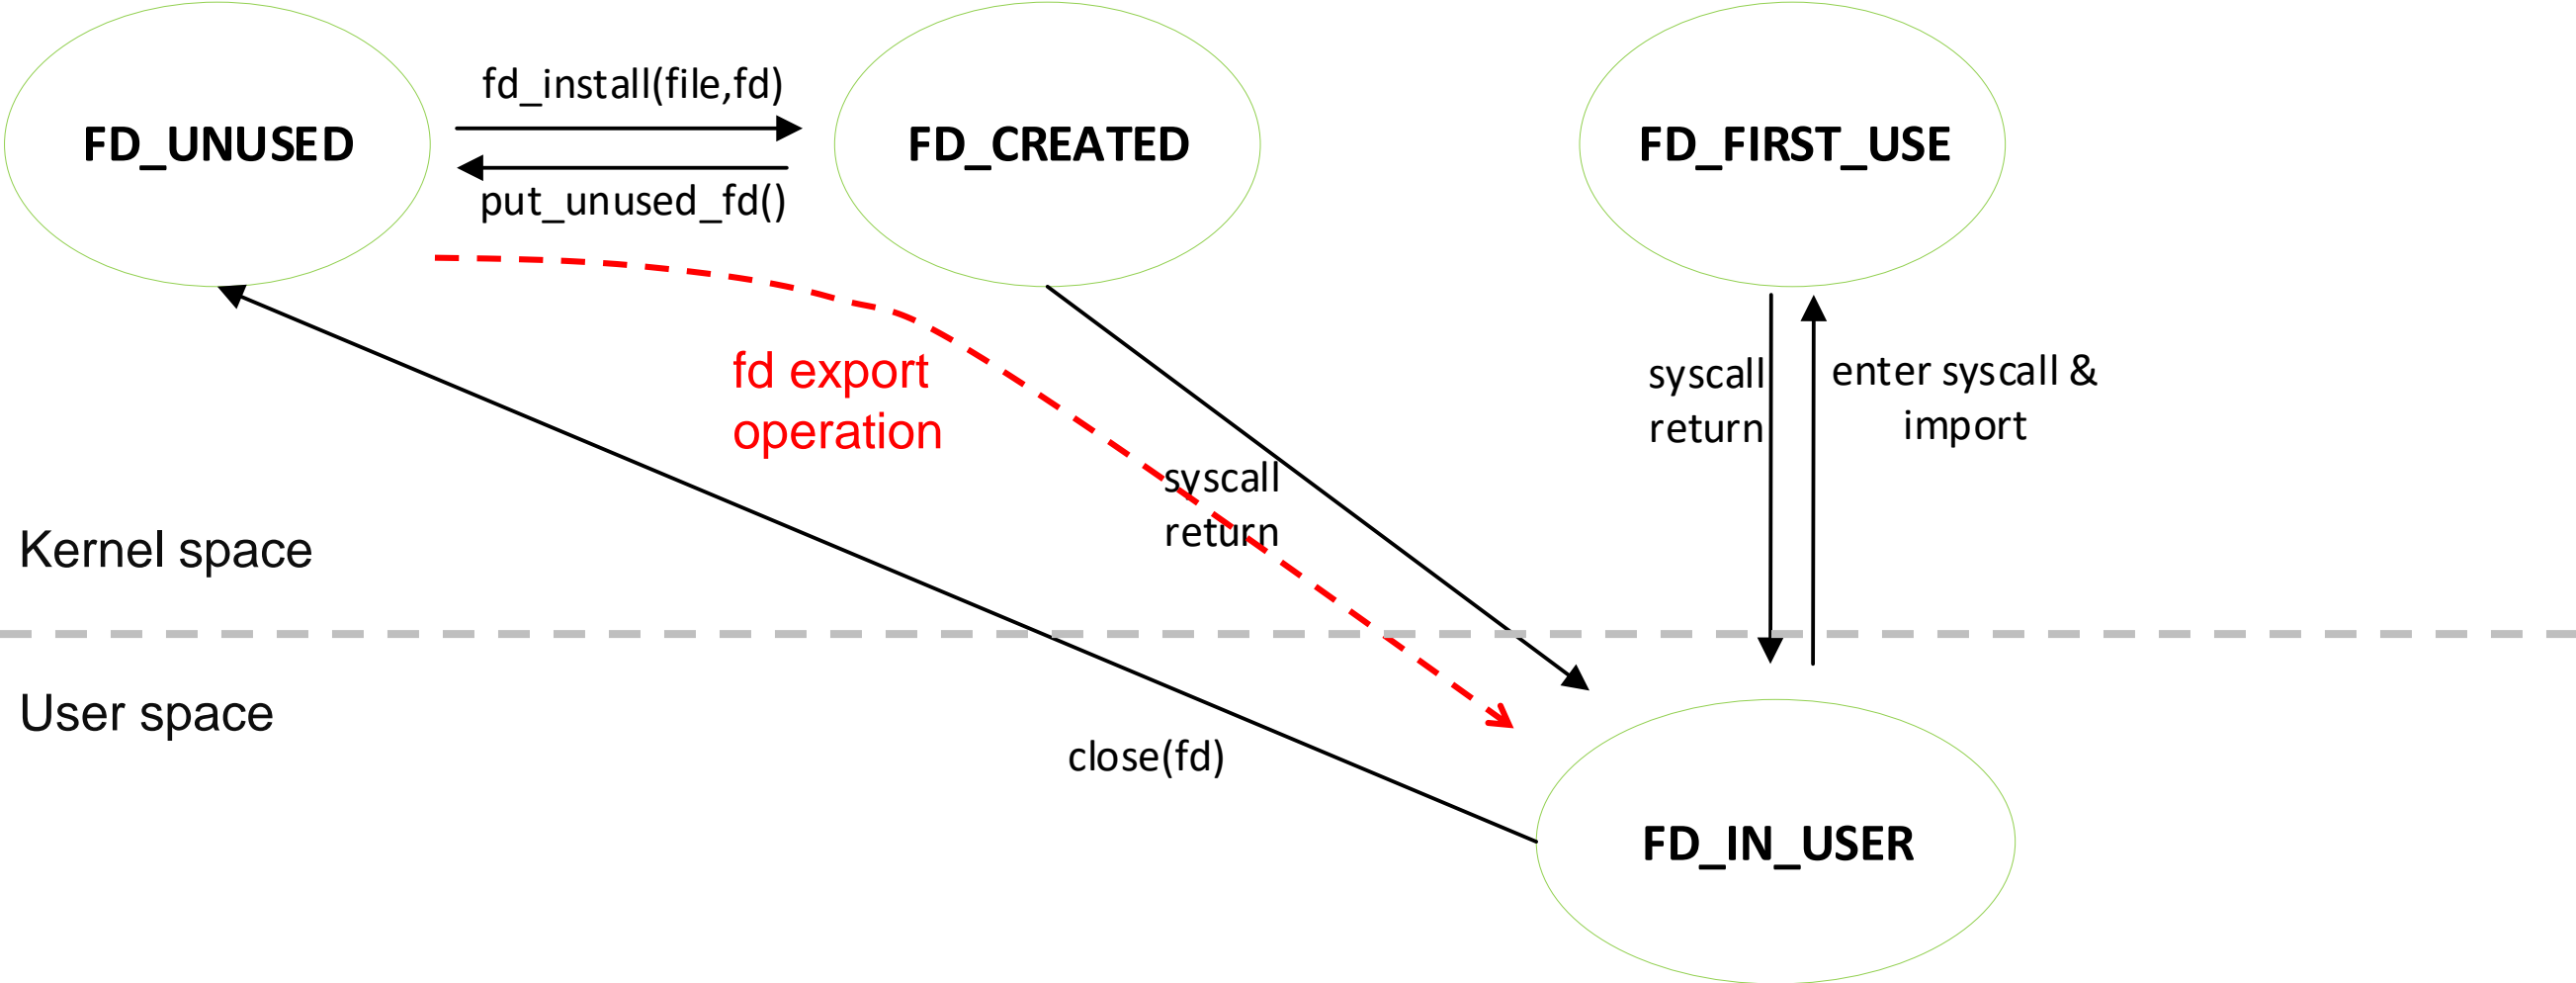 fd_install(file,fd)
FD_UNUSED
FD_CREATED
FD_FIRST_USE
put_unused_fd()
fd export
operation
syscall
return
enter syscall &
import
syscall
return
Kernel space
User space
close(fd)
FD_IN_USER